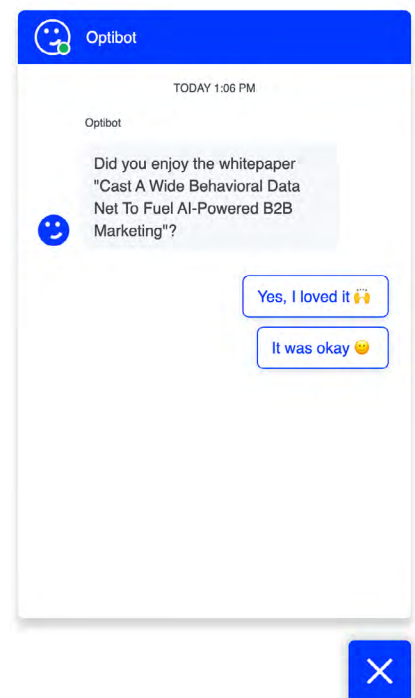 Optibot
TODAY 1:06 PM
Optibot
Did you enjoy the whitepaper
"Cast A Wide Behavioral Data
Net To Fuel AI-Powered B2B
Marketing"?
Yes, I loved it 🙌
It was okay 🙂